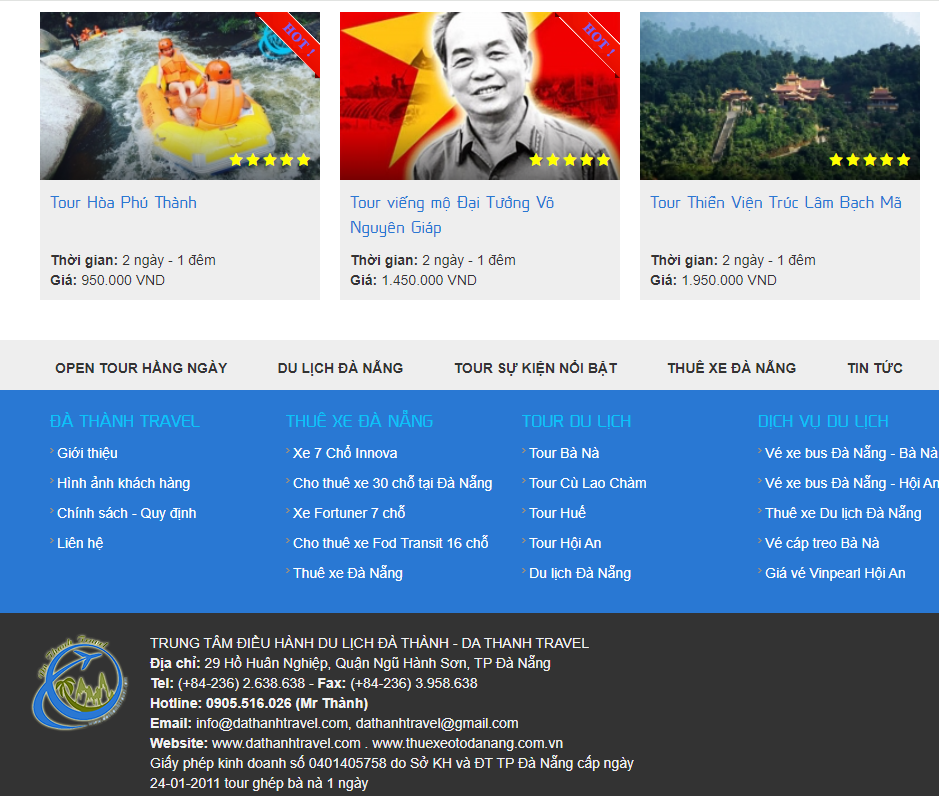 HOT !
HOT !
Tour Hòa Phú Thành
Tour viếng mộ Đại Tướng Võ
Nguyên Giáp
Tour Thiền Viện Trúc Lâm Bạch Mã
Thời gian: 2 ngày - 1 đêm
Giá: 950.000 VND
Thời gian: 2 ngày - 1 đêm
Giá: 1.450.000 VND
Thời gian: 2 ngày - 1 đêm
Giá: 1.950.000 VND
OPEN TOUR HẰNG NGÀY
DU LỊCH ĐÀ NẴNG
TOUR SỰ KIỆN NỔI BẬT
THUÊ XE ĐÀ NẴNG
TIN TỨC
ĐÀ THÀNH TRAVEL
Giới thiệu
Hình ảnh khách hàng
Chính sách - Quy định
Liên hệ
THUÊ XE ĐÀ NẴNG
Xe 7 Chỗ Innova
Cho thuê xe 30 chỗ tại Đà Nẵng
Xe Fortuner 7 chỗ
Cho thuê xe Fod Transit 16 chỗ
Thuê xe Đà Nẵng
TOUR DU LỊCH
Tour Bà Nà
Tour Cù Lao Chàm
Tour Huế
Tour Hội An
Du lịch Đà Nẵng
DỊCH VỤ DU LỊCH
Vé xe bus Đà Nẵng - Bà Nà
Vé xe bus Đà Nẵng - Hội An
Thuê xe Du lịch Đà Nẵng
Vé cáp treo Bà Nà
Giá vé Vinpearl Hội An
Da Thanh Travel
TRUNG TÂM ĐIỀU HÀNH DU LỊCH ĐÀ THÀNH - DA THANH TRAVEL
Địa chỉ: 29 Hồ Huân Nghiệp, Quận Ngũ Hành Sơn, TP Đà Nẵng
Tel: (+84-236) 2.638.638 - Fax: (+84-236) 3.958.638
Hotline: 0905.516.026 (Mr Thành)
Email: info@dathanhtravel.com, dathanhtravel@gmail.com
Website: www.dathanhtravel.com . www.thuexeotodanang.com.vn
Giấy phép kinh doanh số 0401405758 do Sở KH và ĐT TP Đà Nẵng cấp ngày
24-01-2011 tour ghép bà nà 1 ngày